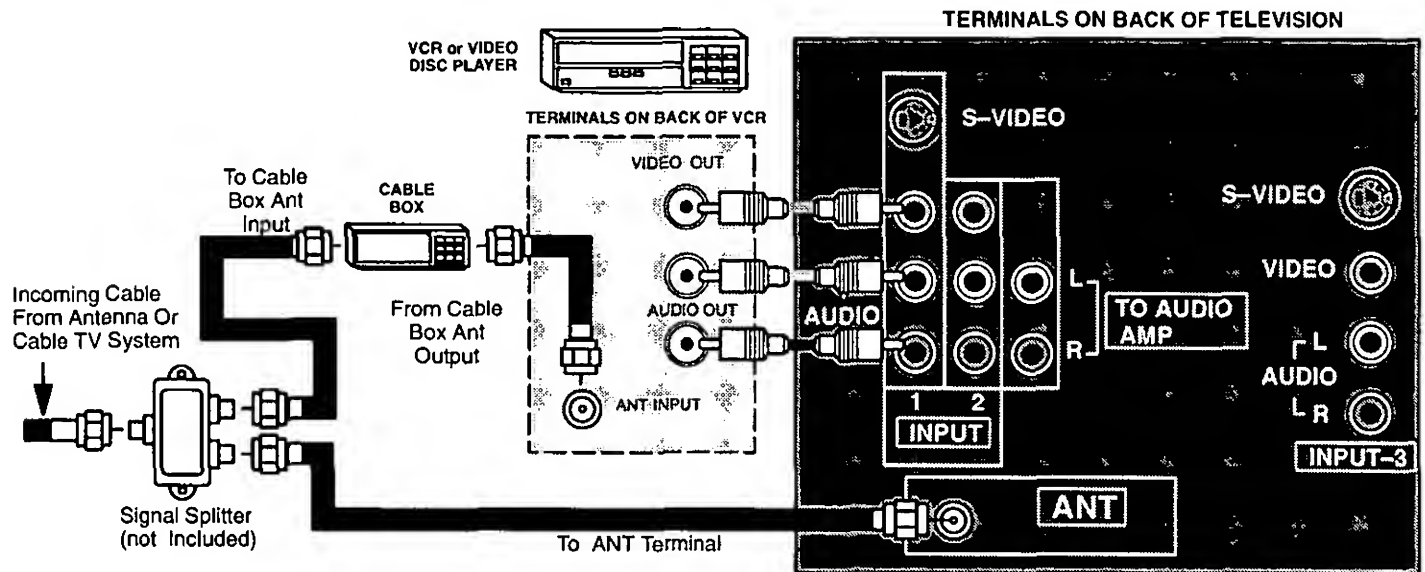 TERMINALS ON BACK OF TELEVISION
VCR or VIDEO
DISC PLAYER
TERMINALS ON BACK OF VCR
S–VIDEO
VIDEO OUT
To Cable
Box Ant
Input
CABLE
BOX
S–VIDEO
VIDEO
Incoming Cable
From Antenna Or
Cable TV System
From Cable
Box Ant
Output
AUDIO OUT
AUDIO
L
R
TO AUDIO
AMP
L
AUDIO
R
ANT INPUT
1 2
INPUT
INPUT–3
ANT
Signal Splitter
(not Included)
To ANT Terminal